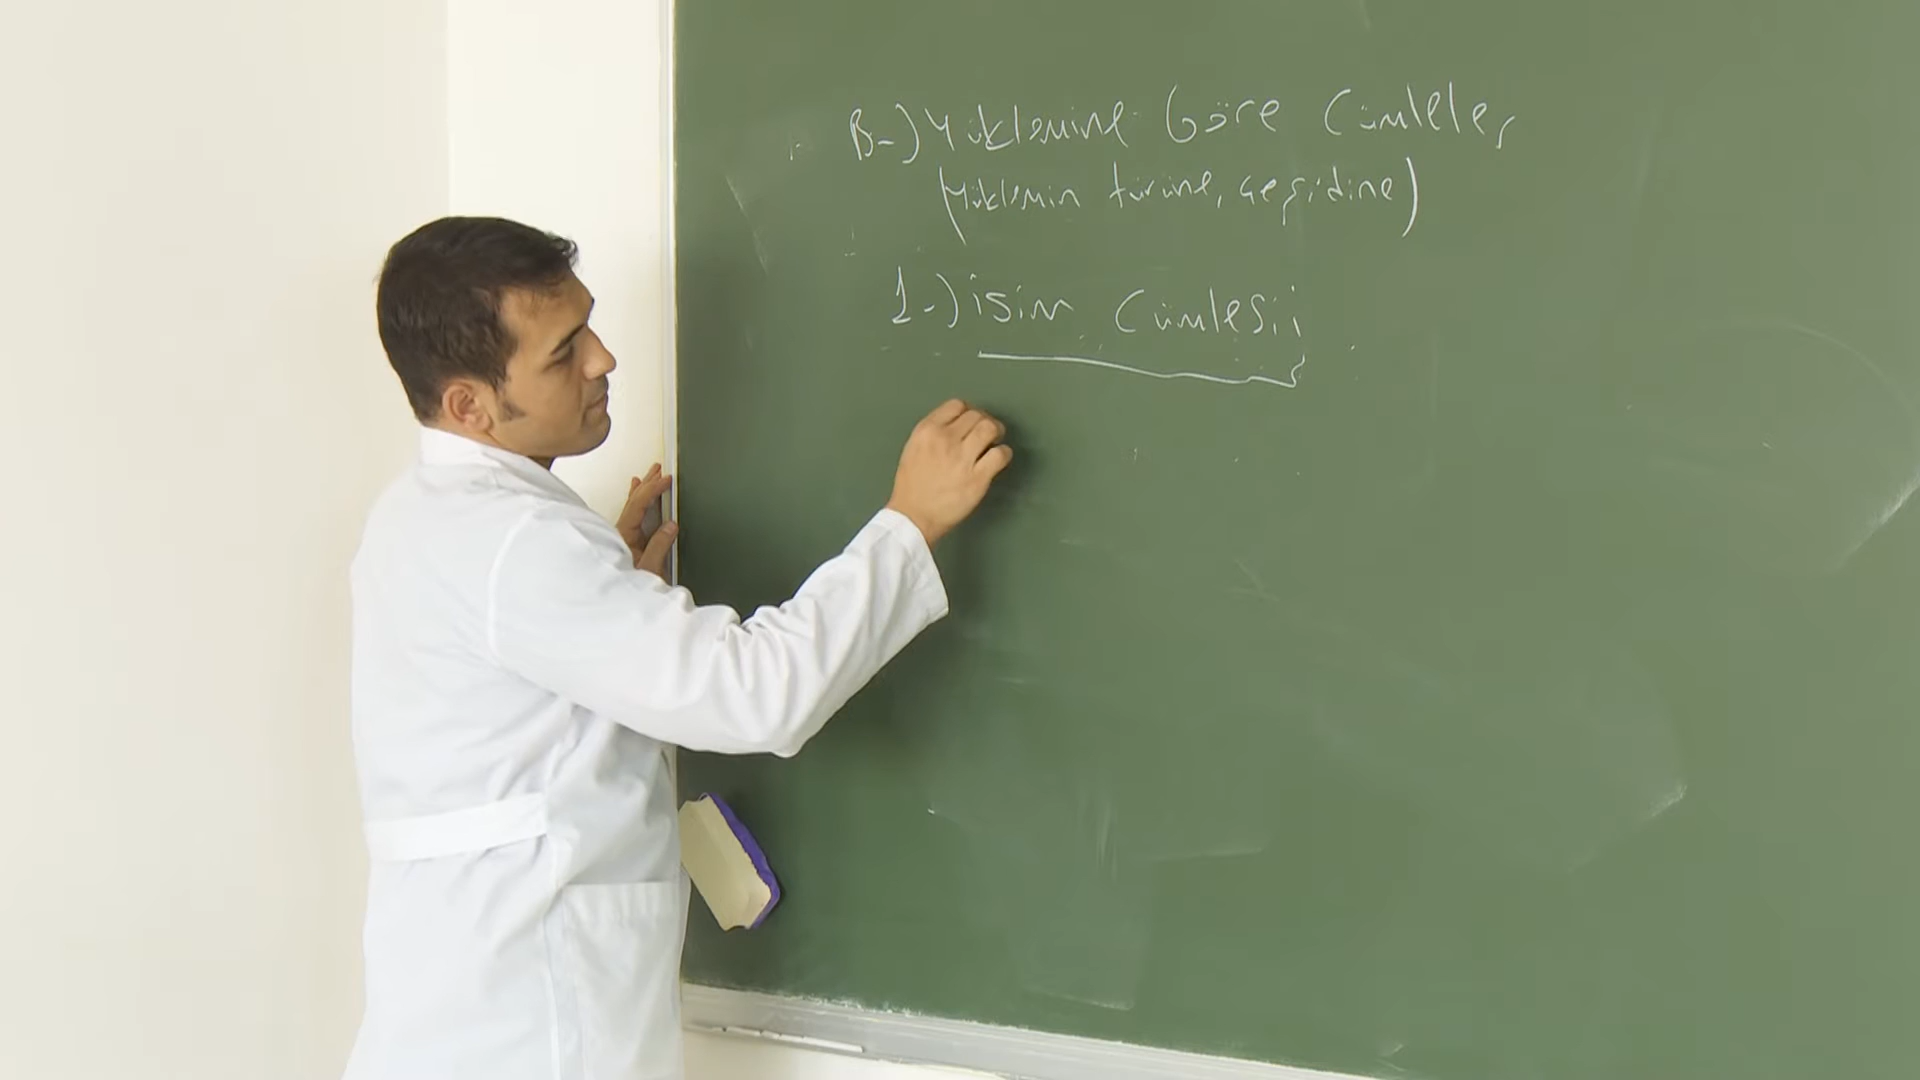 B-) Yüklemine Göre Cümleler
(Yüklemin türüne, çeşidine)
1-) isim Cümlesi;